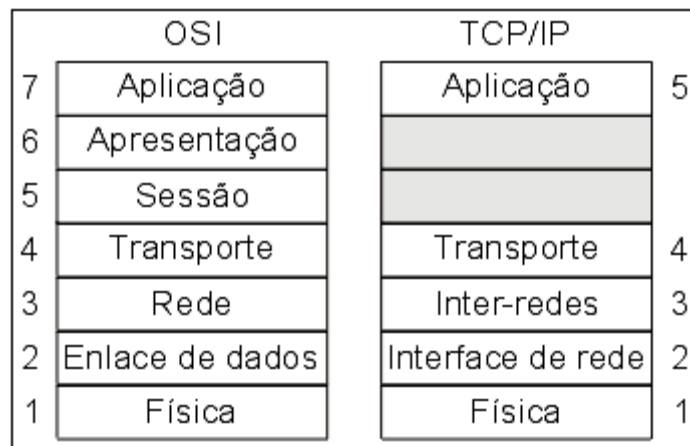 OSI TCP/IP
7 Aplicação Aplicação 5
6 Apresentação
5 Sessão
4 Transporte Transporte 4
3 Rede Inter-redes 3
2 Enlace de dados Interface de rede 2
1 Física Física 1